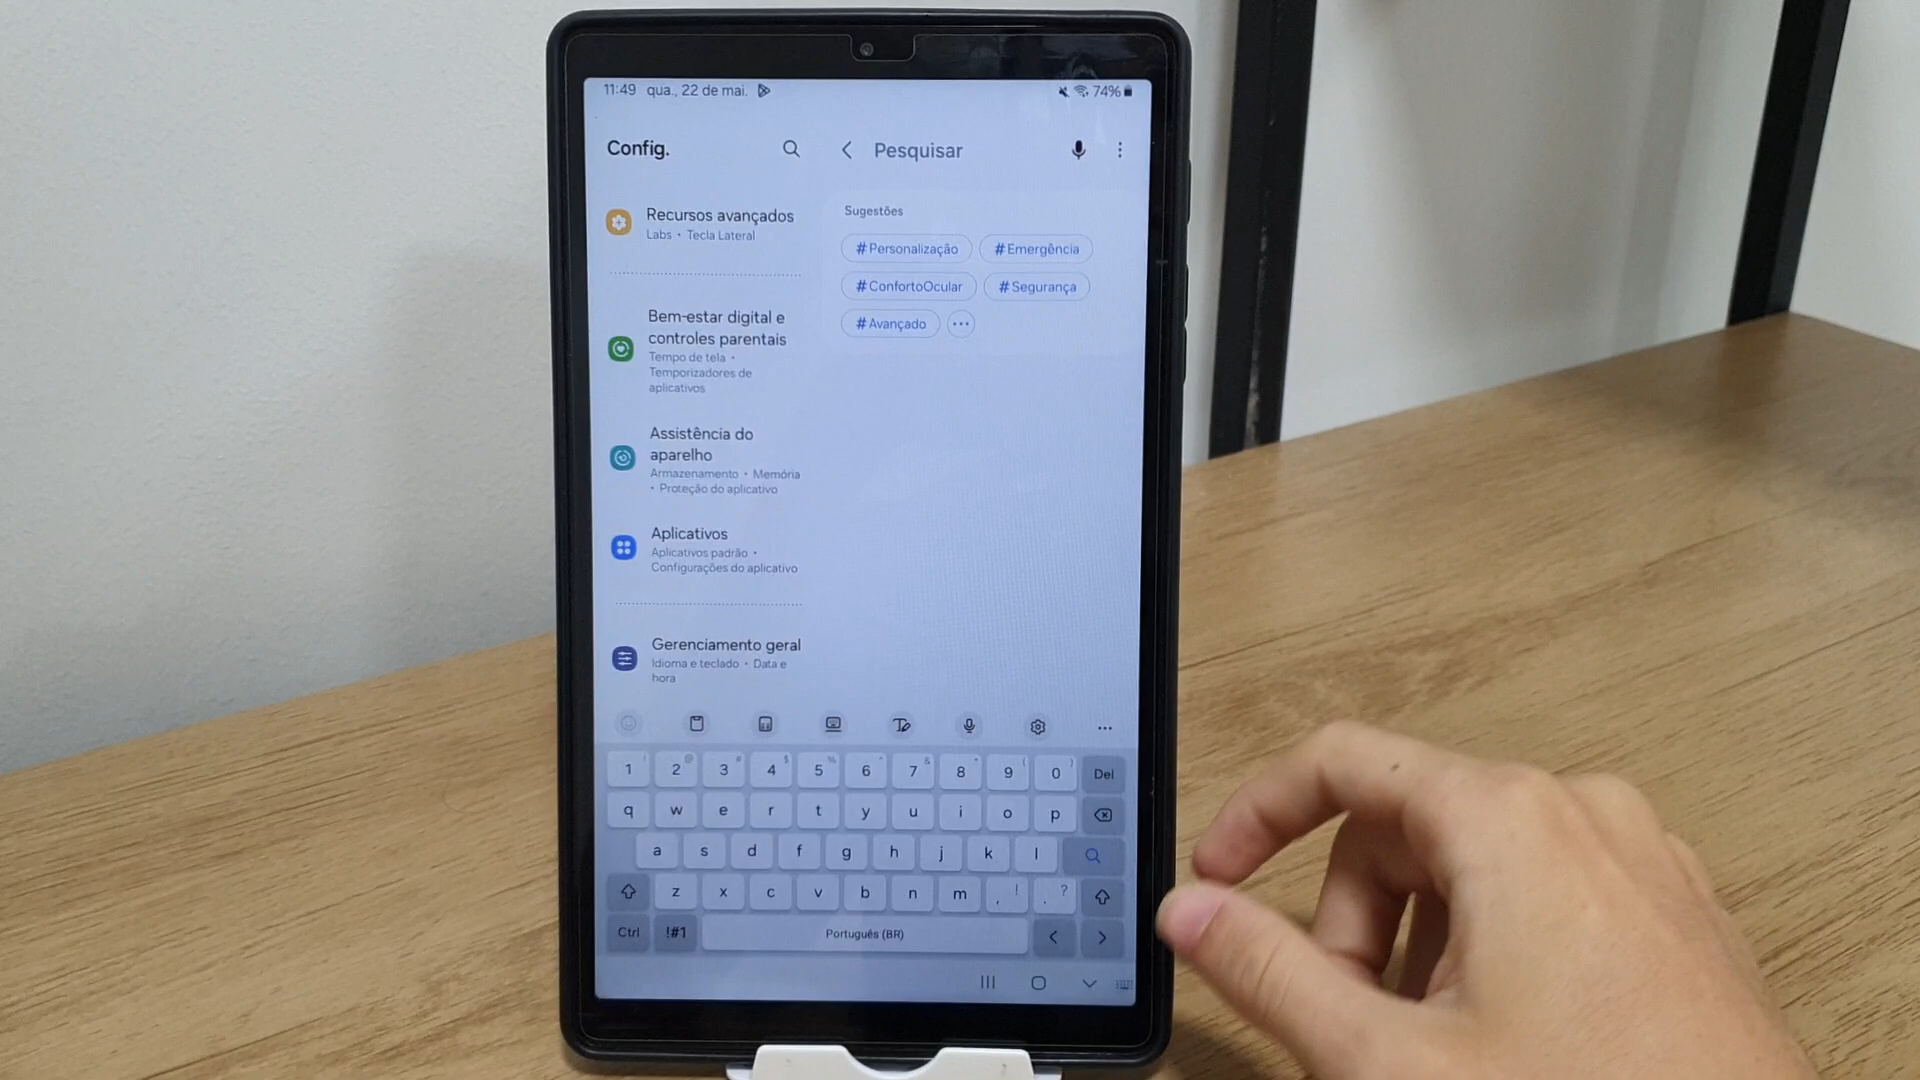 11:49 qua., 22 de mai.
74%
Config.
Pesquisar
Recursos avançados
Labs • Tecla Lateral
Bem-estar digital e
controles parentais
Tempo de tela •
Temporizadores de
aplicativos
Assistência do
aparelho
Armazenamento • Memória
• Proteção do aplicativo
Aplicativos
Aplicativos padrão •
Configurações do aplicativo
Gerenciamento geral
Idioma e teclado • Data e
hora
Sugestões
#Personalização #Emergência
#ConfortoOcular #Segurança
#Avançado ...
1 2 3 4 5 6 7 8 9 0 Del
! @ # $ % ^ & * ( )
q w e r t y u i o p
a s d f g h j k l
z x c v b n m , ! . ?
Ctrl !#1 Português (BR) < >